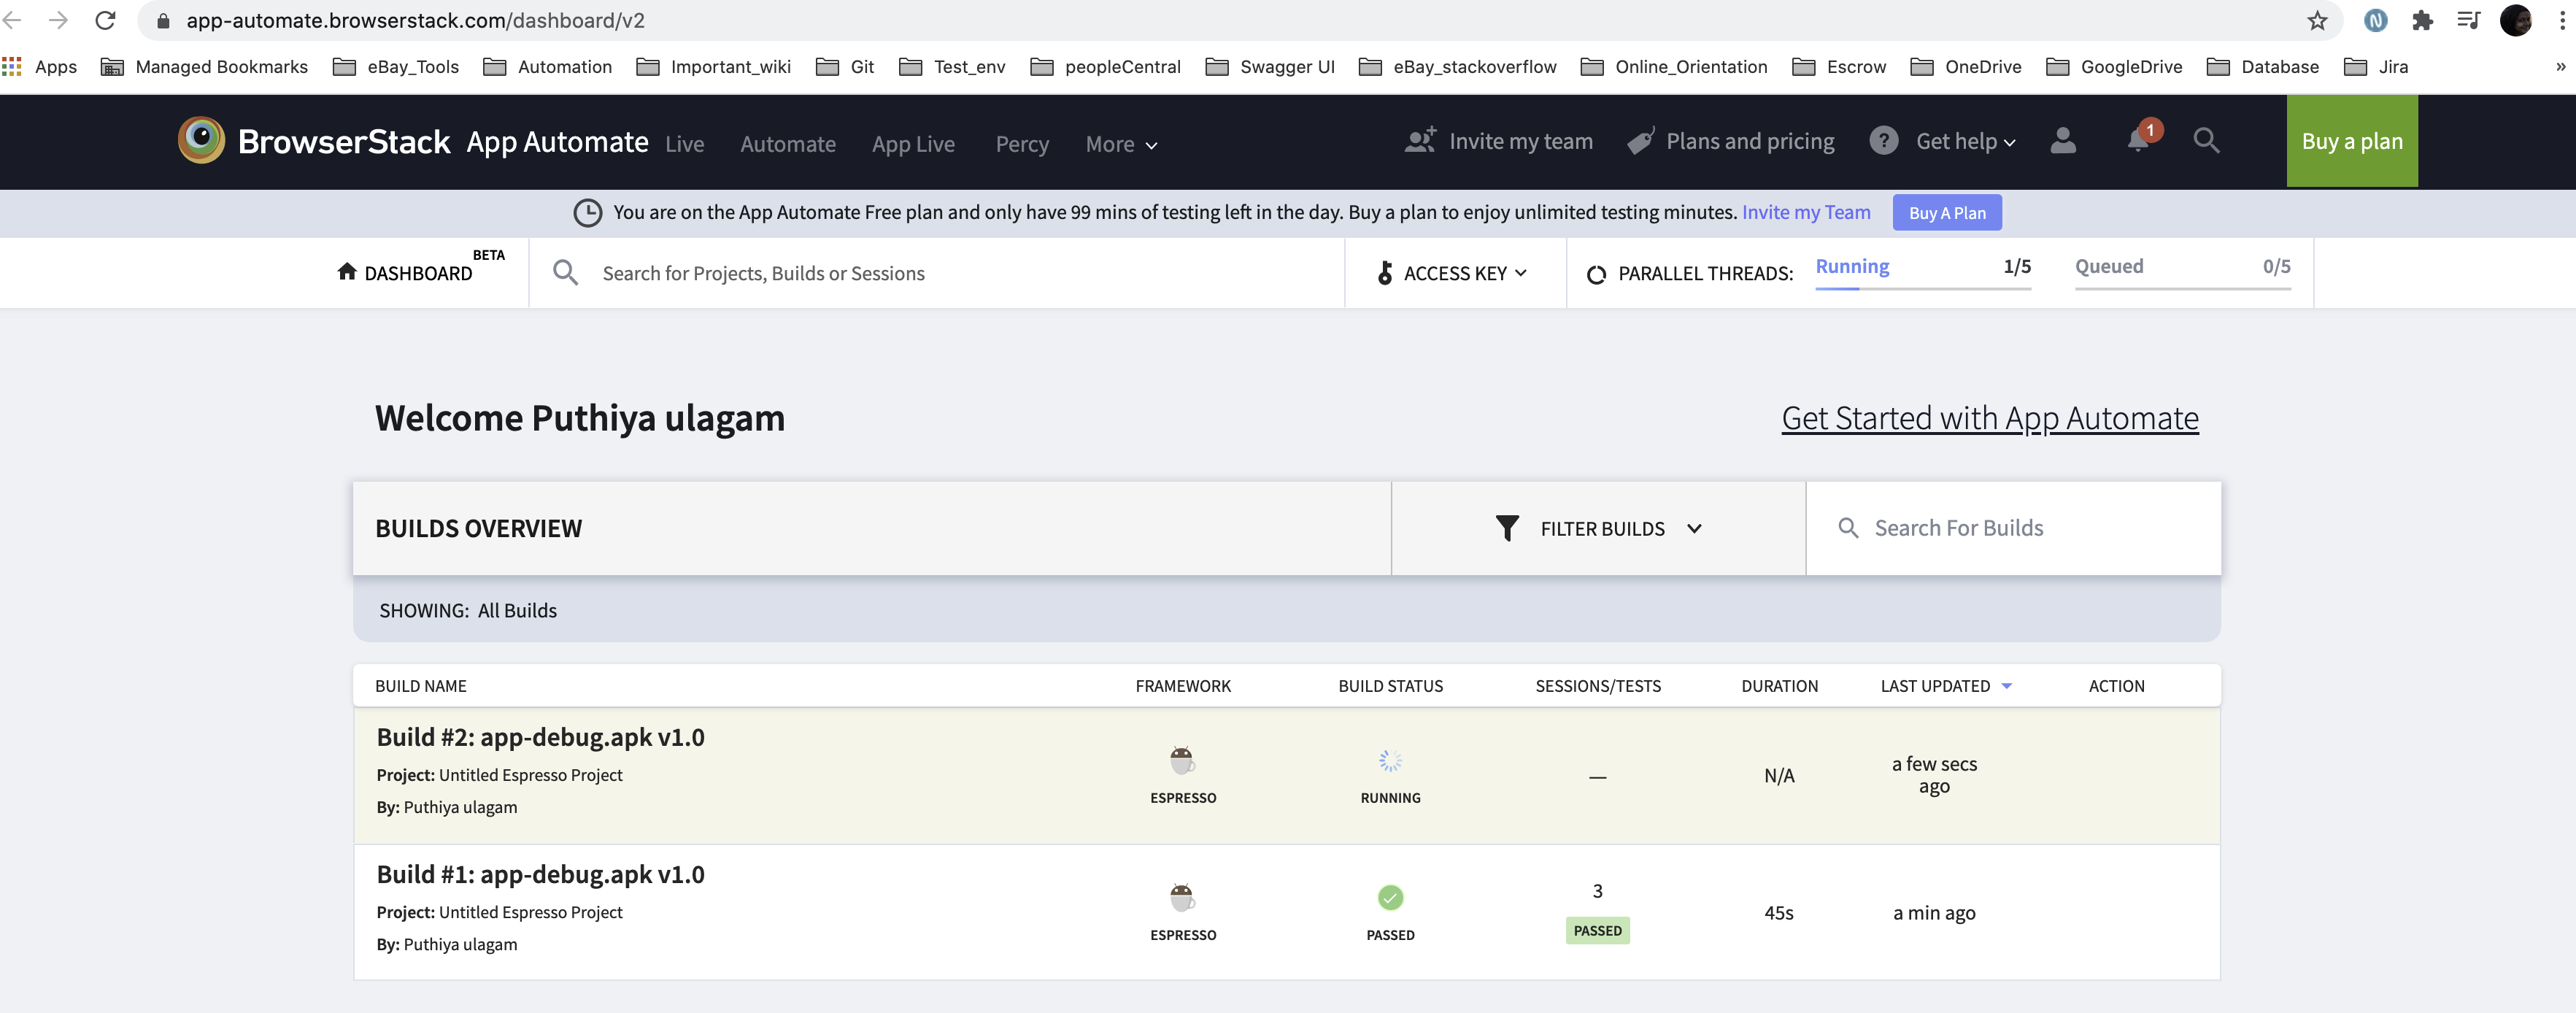 app-automate.browserstack.com/dashboard/v2
Apps Managed Bookmarks eBay_Tools Automation Important_wiki Git Test_env peopleCentral Swagger UI eBay_stackoverflow Online_Orientation Escrow OneDrive GoogleDrive Database Jira »
BrowserStack App Automate Live Automate App Live Percy More Invite my team Plans and pricing ? Get help 1 Buy a plan
You are on the App Automate Free plan and only have 99 mins of testing left in the day. Buy a plan to enjoy unlimited testing minutes. Invite my Team Buy A Plan
DASHBOARD BETA Search for Projects, Builds or Sessions ACCESS KEY PARALLEL THREADS: Running 1/5 Queued 0/5
Welcome Puthiya ulagam Get Started with App Automate
BUILDS OVERVIEW FILTER BUILDS Search For Builds
SHOWING: All Builds
BUILD NAME FRAMEWORK BUILD STATUS SESSIONS/TESTS DURATION LAST UPDATED ACTION
Build #2: app-debug.apk v1.0
Project: Untitled Espresso Project
By: Puthiya ulagam
ESPRESSO
RUNNING
—
N/A
a few secs
ago
Build #1: app-debug.apk v1.0
Project: Untitled Espresso Project
By: Puthiya ulagam
ESPRESSO
PASSED
3
PASSED
45s
a min ago